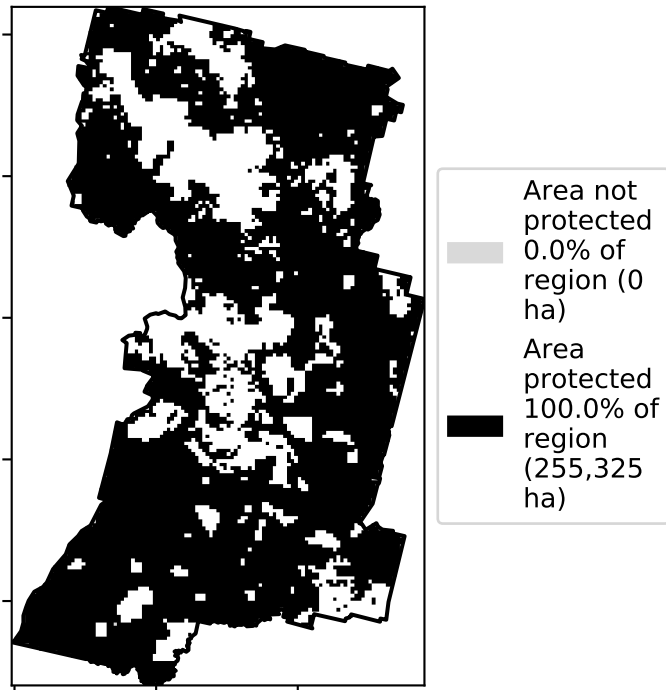 Area not
protected
0.0% of
region (0
ha)
Area
protected
100.0% of
region
(255,325
ha)